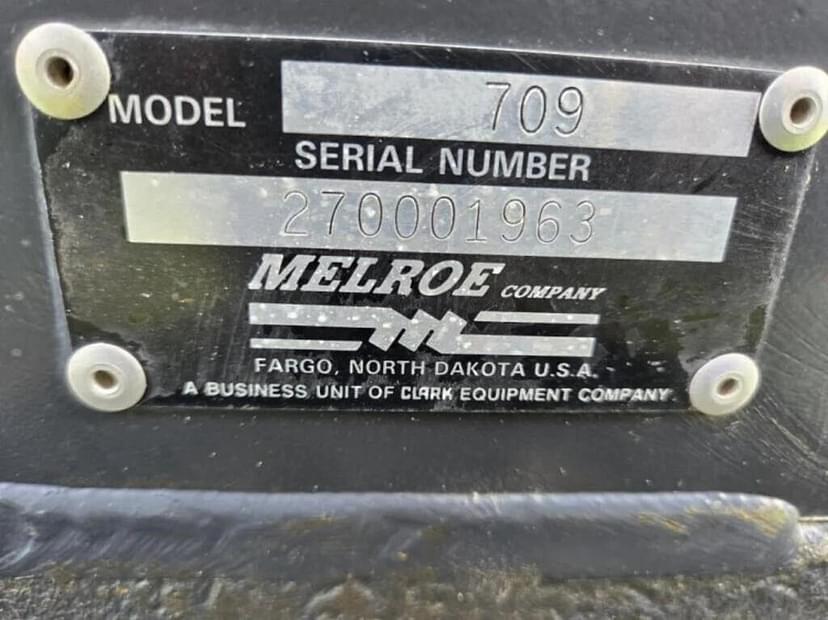 MODEL 709
SERIAL NUMBER
270001963
MELROE COMPANY
FARGO, NORTH DAKOTA U.S.A.
A BUSINESS UNIT OF CLARK EQUIPMENT COMPANY